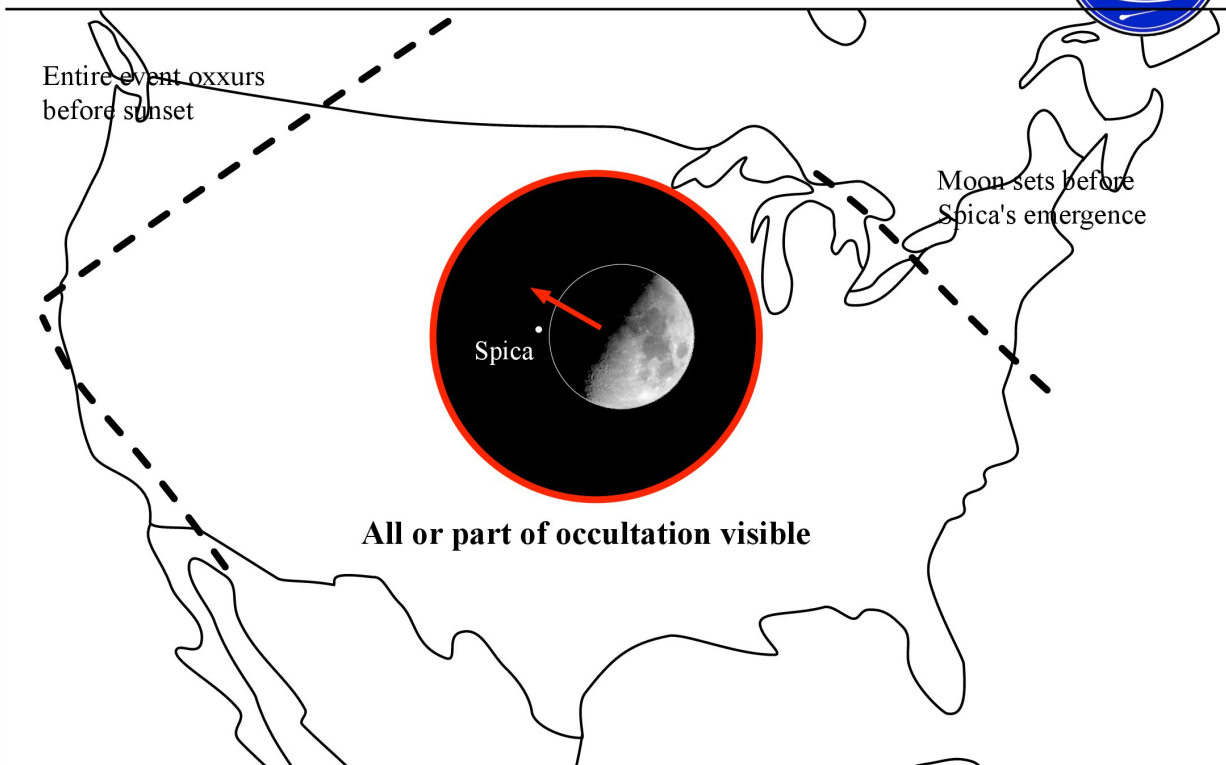 Entire event oxxurs
before sunset
Moon sets before
Spica's emergence
Spica
All or part of occultation visible